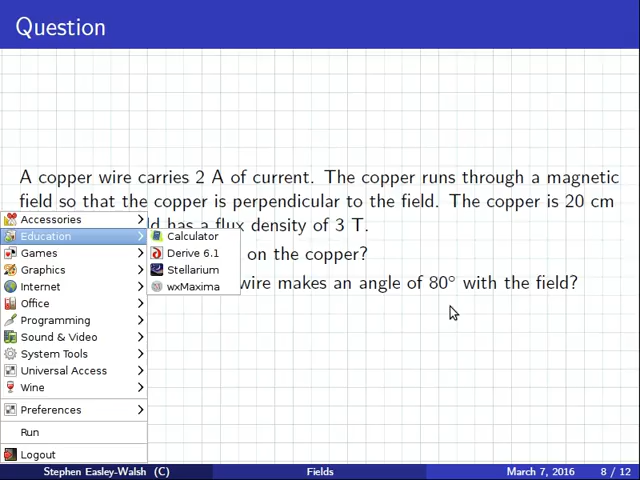 Question
A copper wire carries 2 A of current. The copper runs through a magnetic
field so that the copper is perpendicular to the field. The copper is 20 cm
ld has a flux density of 3 T.
on the copper?
wire makes an angle of 80° with the field?
Accessories
Education
Games
Graphics
Internet
Office
Programming
Sound & Video
System Tools
Universal Access
Wine
Preferences
Run
Logout
Calculator
Derive 6.1
Stellarium
wxMaxima
Stephen Easley-Walsh (C) Fields March 7, 2016 8 / 12